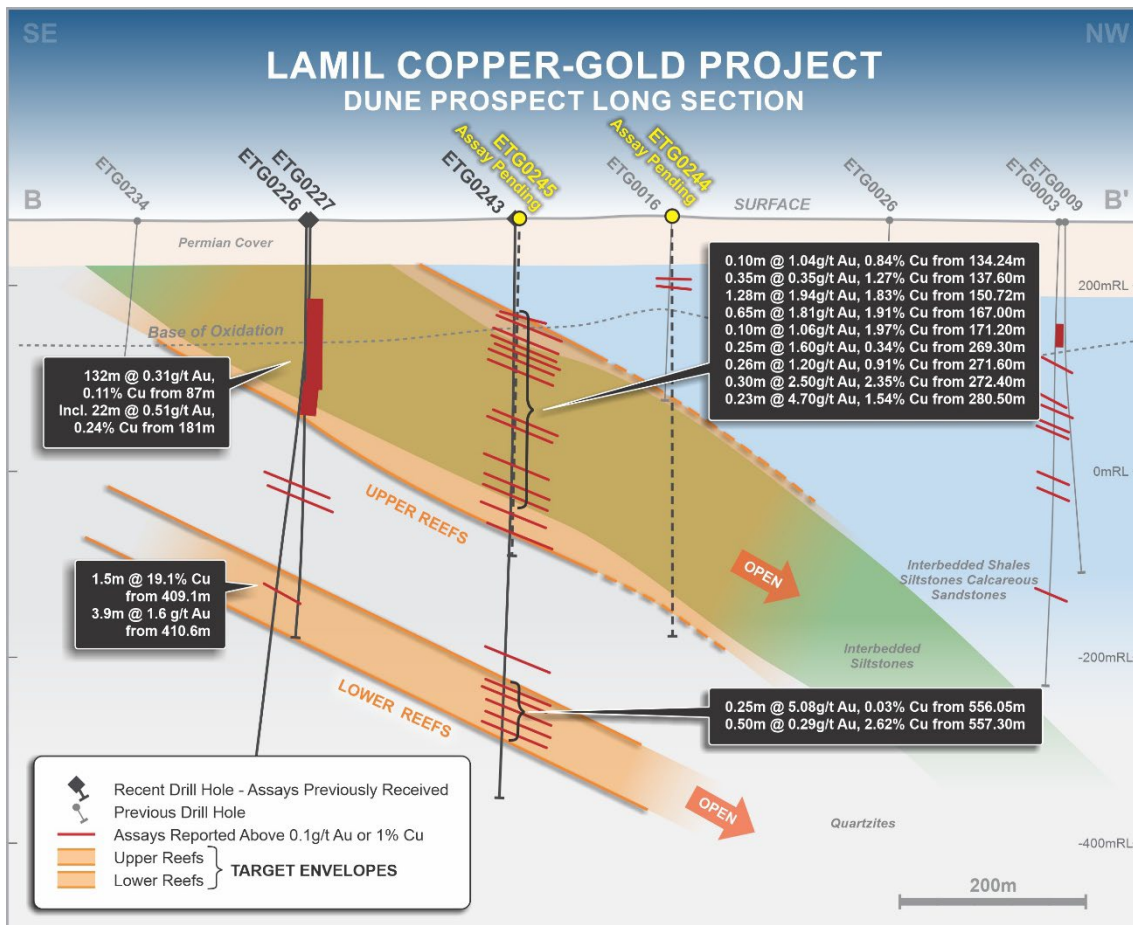 SE
NW
LAMIL COPPER-GOLD PROJECT
DUNE PROSPECT LONG SECTION
ETG0234
ETG0226
ETG0227
ETG0243
ETG0245
Assay Pending
ETG0016
ETG0244
Assay Pending
ETG0026
ETG0003
ETG0009
B
SURFACE
B'
Permian Cover
200mRL
Base of Oxidation
0.10m @ 1.04g/t Au, 0.84% Cu from 134.24m
0.35m @ 0.35g/t Au, 1.27% Cu from 137.60m
1.28m @ 1.94g/t Au, 1.83% Cu from 150.72m
0.65m @ 1.81g/t Au, 1.91% Cu from 167.00m
0.10m @ 1.06g/t Au, 1.97% Cu from 171.20m
0.25m @ 1.60g/t Au, 0.34% Cu from 269.30m
0.26m @ 1.20g/t Au, 0.91% Cu from 271.60m
0.30m @ 2.50g/t Au, 2.35% Cu from 272.40m
0.23m @ 4.70g/t Au, 1.54% Cu from 280.50m
132m @ 0.31g/t Au,
0.11% Cu from 87m
Incl. 22m @ 0.51g/t Au,
0.24% Cu from 181m
0mRL
UPPER REEFS
1.5m @ 19.1% Cu
from 409.1m
3.9m @ 1.6 g/t Au
from 410.6m
OPEN
Interbedded Shales
Siltstones Calcareous
Sandstones
Interbedded
Siltstones
-200mRL
LOWER REEFS
0.25m @ 5.08g/t Au, 0.03% Cu from 556.05m
0.50m @ 0.29g/t Au, 2.62% Cu from 557.30m
OPEN
Quartzites
-400mRL
Recent Drill Hole - Assays Previously Received
Previous Drill Hole
Assays Reported Above 0.1g/t Au or 1% Cu
Upper Reefs
Lower Reefs
TARGET ENVELOPES
200m